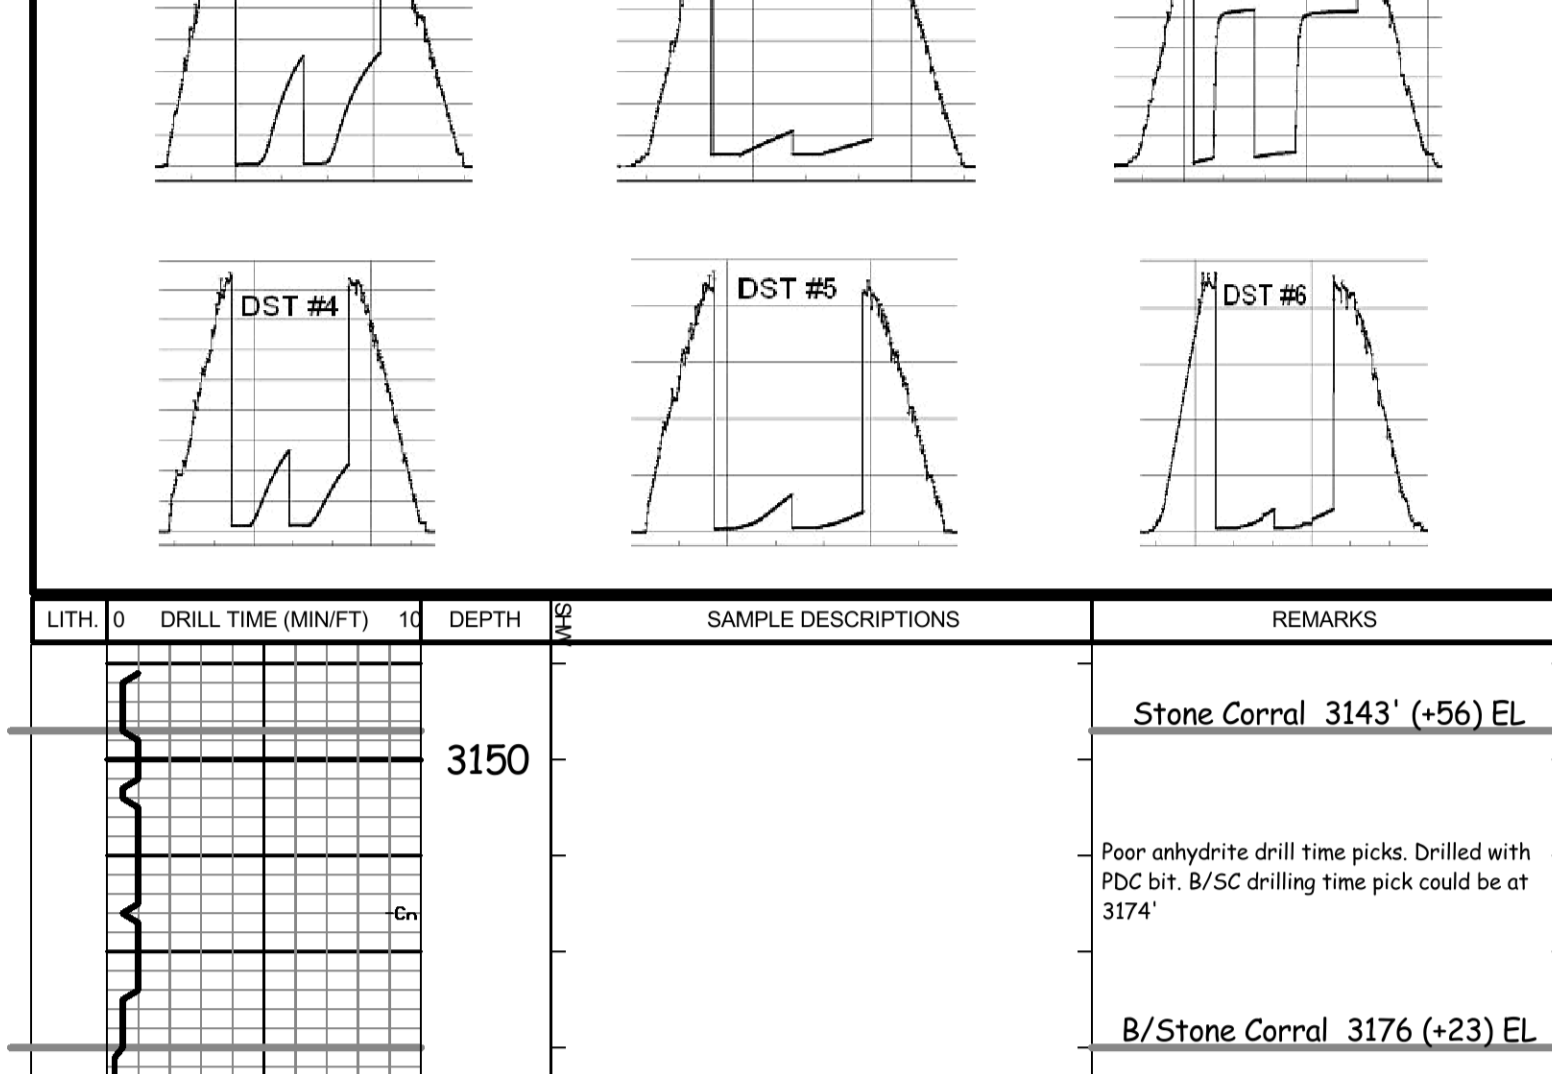 DST #4
DST #5
DST #6
LITH.
0 DRILL TIME (MIN/FT) 10
DEPTH
SHW
SAMPLE DESCRIPTIONS
REMARKS
Stone Corral 3143' (+56) EL
3150
Poor anhydrite drill time picks. Drilled with
PDC bit. B/SC drilling time pick could be at
3174'
Cn
B/Stone Corral 3176 (+23) EL